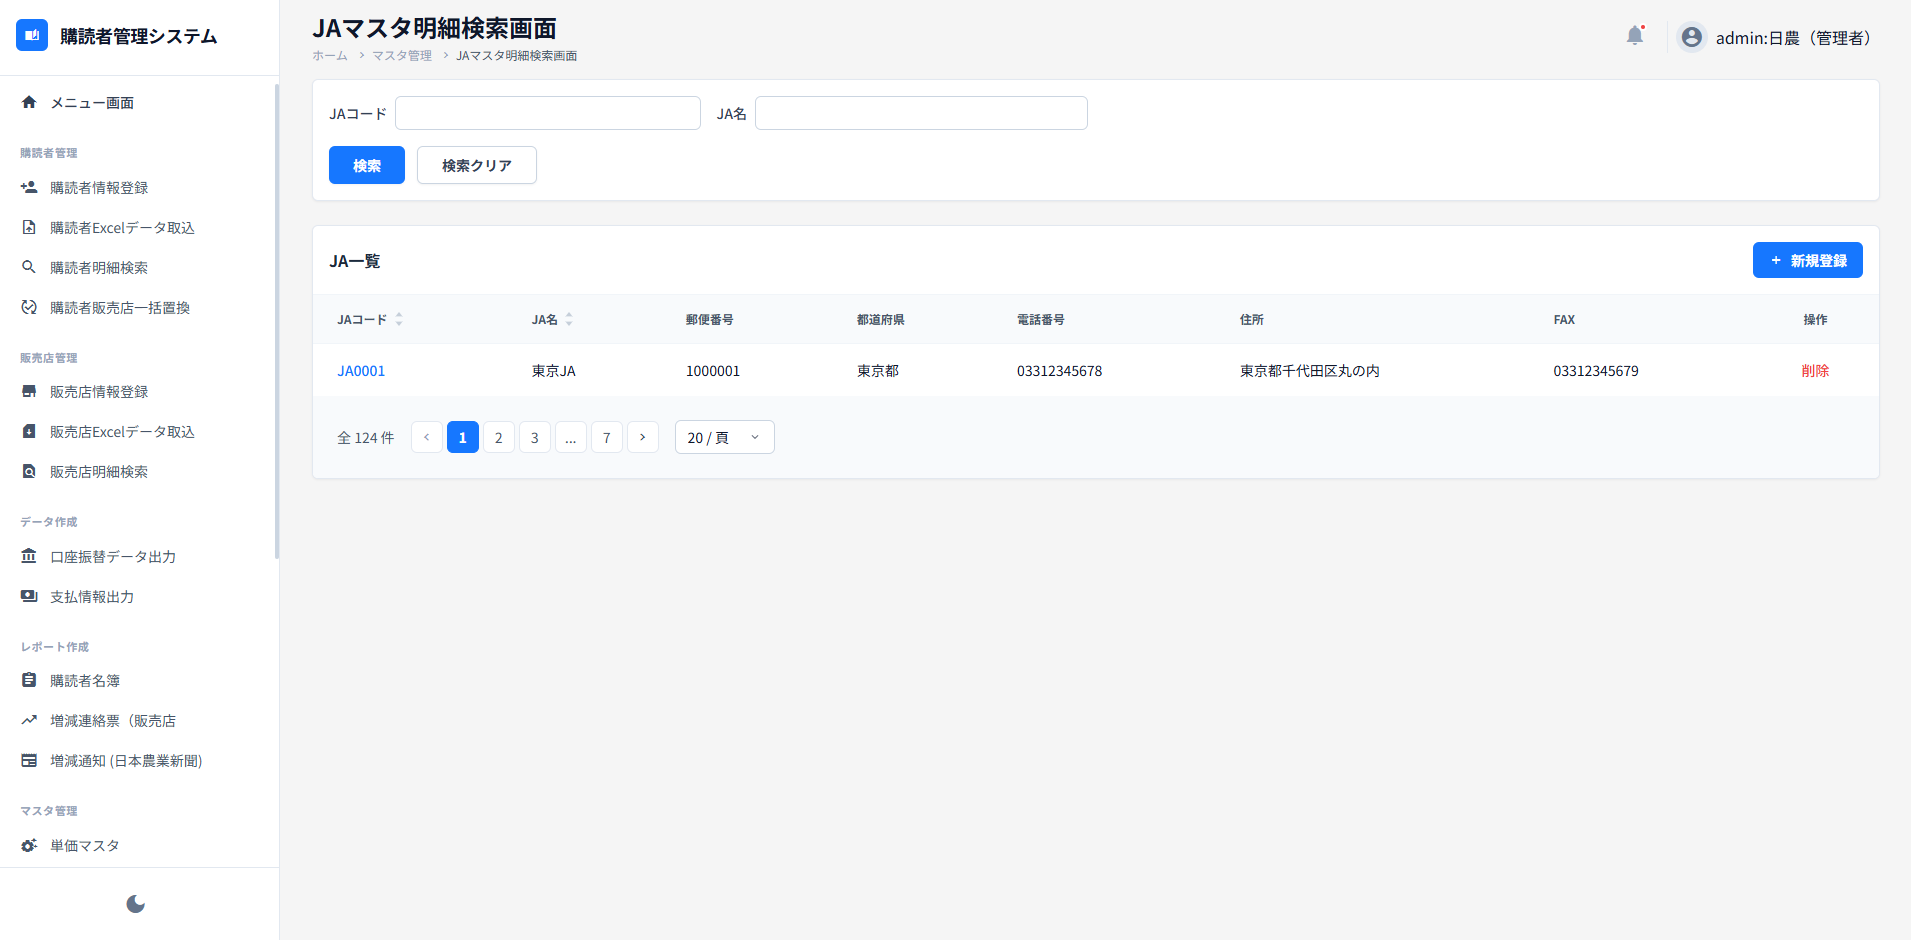 購読者管理システム
メニュー画面
購読者管理
購読者情報登録
購読者Excelデータ取込
購読者明細検索
購読者販売店一括置換
販売店管理
販売店情報登録
販売店Excelデータ取込
販売店明細検索
データ作成
口座振替データ出力
支払情報出力
レポート作成
購読者名簿
増減連絡票（販売店
増減通知 (日本農業新聞)
マスタ管理
単価マスタ
JAマスタ明細検索画面
ホーム > マスタ管理 > JAマスタ明細検索画面
admin:日農（管理者）
JAコード JA名
検索 検索クリア
JA一覧
+ 新規登録
JAコード JA名 郵便番号 都道府県 電話番号 住所 FAX 操作
JA0001 東京JA 1000001 東京都 03312345678 東京都千代田区丸の内 03312345679 削除
全 124 件 < 1 2 3 ... 7 > 20 / 頁